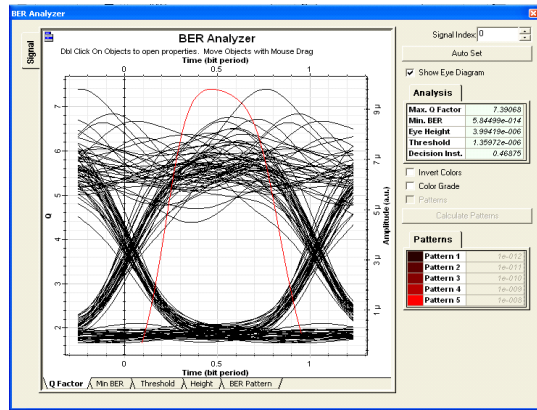 BER Analyzer
Signal
Dbl Click On Objects to open properties. Move Objects with Mouse Drag
Time (bit period)
0 0.5 1
7
6
5
4
3
2
Q
9 µ
7 µ
5 µ
3 µ
1 µ
Amplitude (a.u.)
0 0.5 1
Time (bit period)
Q Factor Min BER Threshold Height BER Pattern
Signal Index: 0
Auto Set
Show Eye Diagram
Analysis
Max. Q Factor 7.39068
Min. BER 5.84499e-014
Eye Height 3.99419e-006
Threshold 1.35972e-006
Decision Inst. 0.46875
Invert Colors
Color Grade
Patterns
Calculate Patterns
Patterns
Pattern 1 1e-012
Pattern 2 1e-011
Pattern 3 1e-010
Pattern 4 1e-009
Pattern 5 1e-008